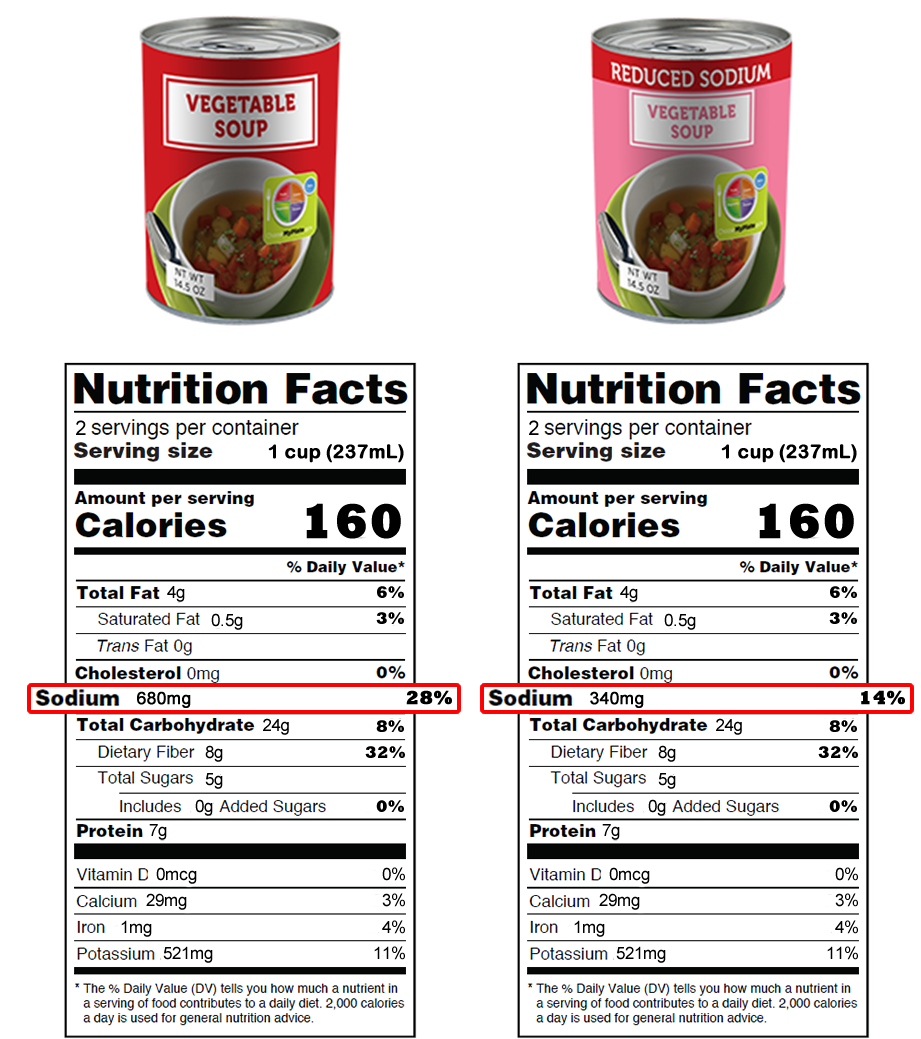 VEGETABLE
SOUP
MyPlate
NT WT
14.5 OZ
REDUCED SODIUM
VEGETABLE
SOUP
MyPlate
NT WT
14.5 OZ
Nutrition Facts
2 servings per container
Serving size 1 cup (237mL)
Amount per serving
Calories 160
% Daily Value*
Total Fat 4g 6%
Saturated Fat 0.5g 3%
Trans Fat 0g
Cholesterol 0mg 0%
Sodium 680mg 28%
Total Carbohydrate 24g 8%
Dietary Fiber 8g 32%
Total Sugars 5g
Includes 0g Added Sugars 0%
Protein 7g
Vitamin D 0mcg 0%
Calcium 29mg 3%
Iron 1mg 4%
Potassium 521mg 11%
* The % Daily Value (DV) tells you how much a nutrient in
a serving of food contributes to a daily diet. 2,000 calories
a day is used for general nutrition advice.
Nutrition Facts
2 servings per container
Serving size 1 cup (237mL)
Amount per serving
Calories 160
% Daily Value*
Total Fat 4g 6%
Saturated Fat 0.5g 3%
Trans Fat 0g
Cholesterol 0mg 0%
Sodium 340mg 14%
Total Carbohydrate 24g 8%
Dietary Fiber 8g 32%
Total Sugars 5g
Includes 0g Added Sugars 0%
Protein 7g
Vitamin D 0mcg 0%
Calcium 29mg 3%
Iron 1mg 4%
Potassium 521mg 11%
* The % Daily Value (DV) tells you how much a nutrient in
a serving of food contributes to a daily diet. 2,000 calories
a day is used for general nutrition advice.